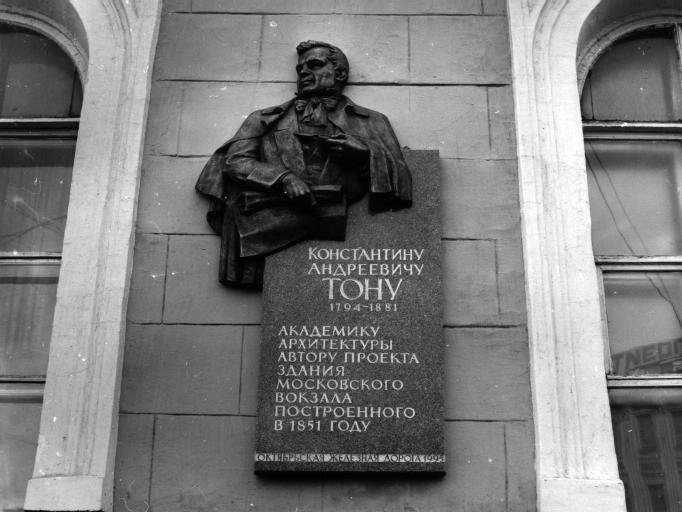 КОНСТАНТИНУ
АНДРЕЕВИЧУ
ТОНУ
1794-1881
АКАДЕМИКУ
АРХИТЕКТУРЫ
АВТОРУ ПРОЕКТА
ЗДАНИЯ
МОСКОВСКОГО
ВОКЗАЛА
ПОСТРОЕННОГО
В 1851 ГОДУ
ОКТЯБРЬСКАЯ ЖЕЛЕЗНАЯ ДОРОГА 1994